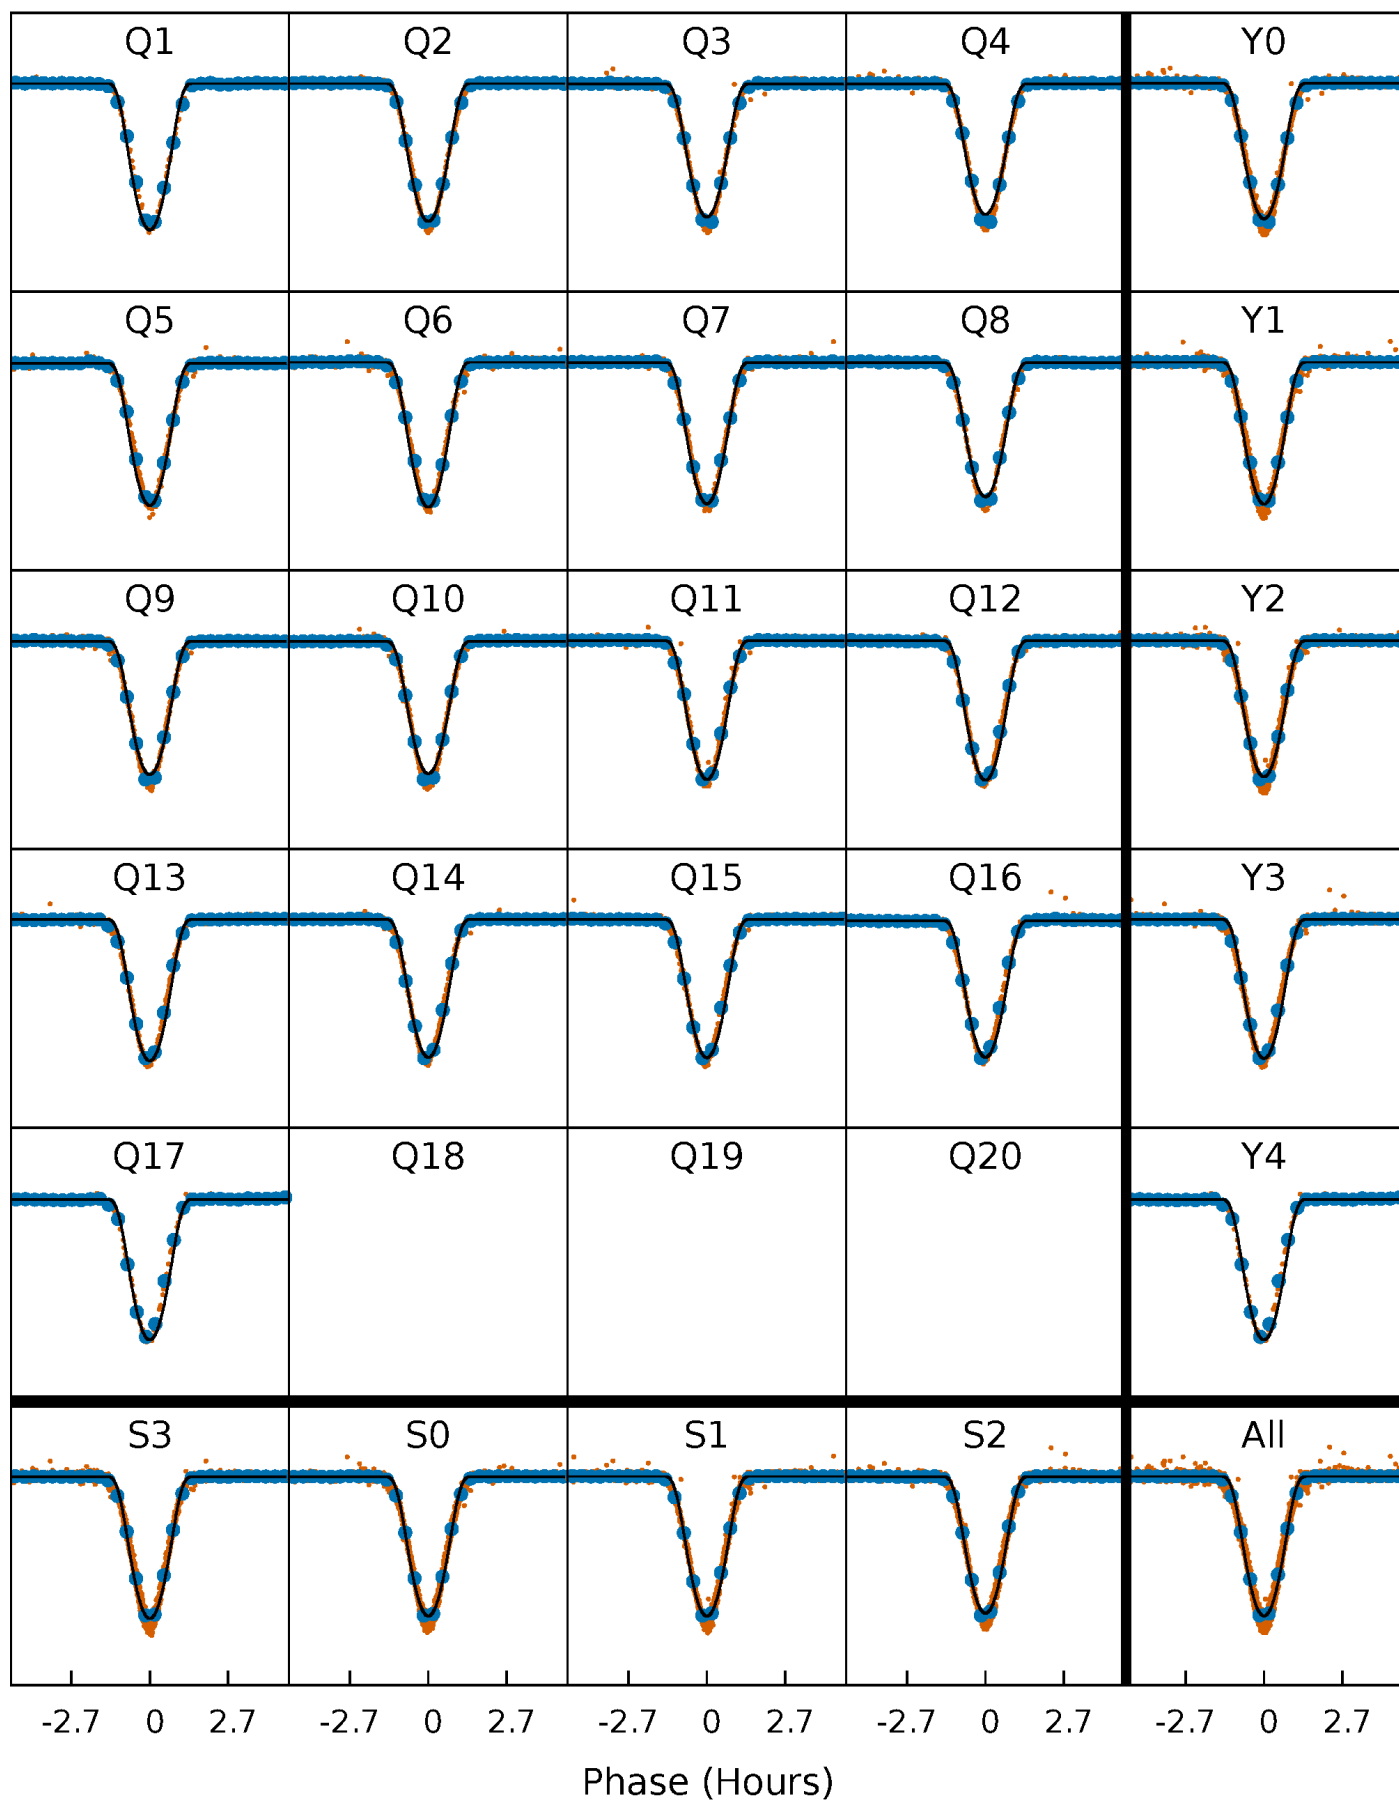 Q1 Q2 Q3 Q4 Y0
Q5 Q6 Q7 Q8 Y1
Q9 Q10 Q11 Q12 Y2
Q13 Q14 Q15 Q16 Y3
Q17 Q18 Q19 Q20 Y4
S3 S0 S1 S2 All
-2.7 0 2.7 -2.7 0 2.7 -2.7 0 2.7 -2.7 0 2.7 -2.7 0 2.7
Phase (Hours)